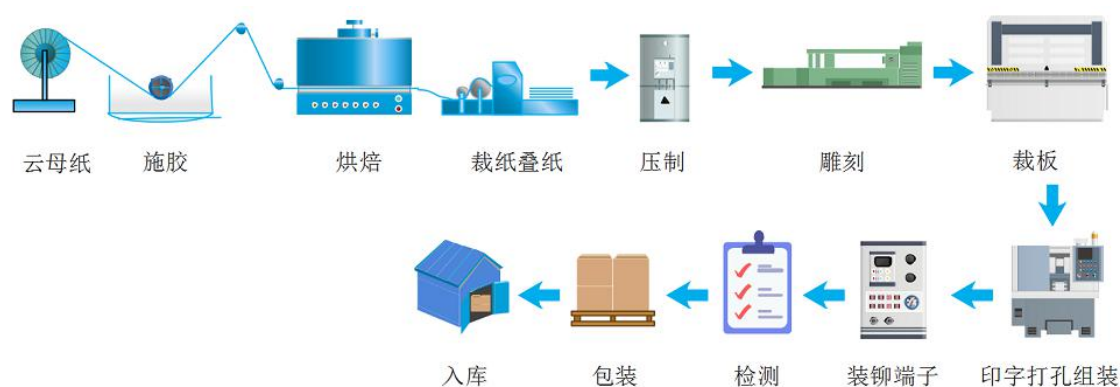 云母纸
施胶
烘焙
裁纸叠纸
压制
雕刻
裁板
印字打孔组装
装铆端子
检测
包装
入库